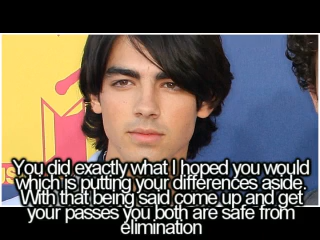 You did exactly what I hoped you would
which is putting your differences aside.
With that being said come up and get
your passes you both are safe from
elimination